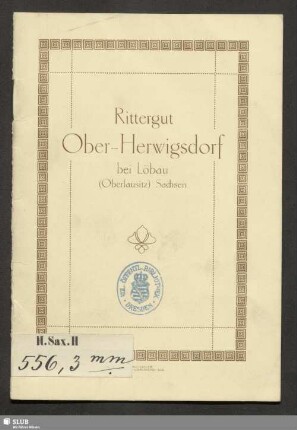 Rittergut
Ober-Herwigsdorf
bei Löbau
(Oberlausitz) Sachsen
H. Sax. H
556, 3 mm
SLUB